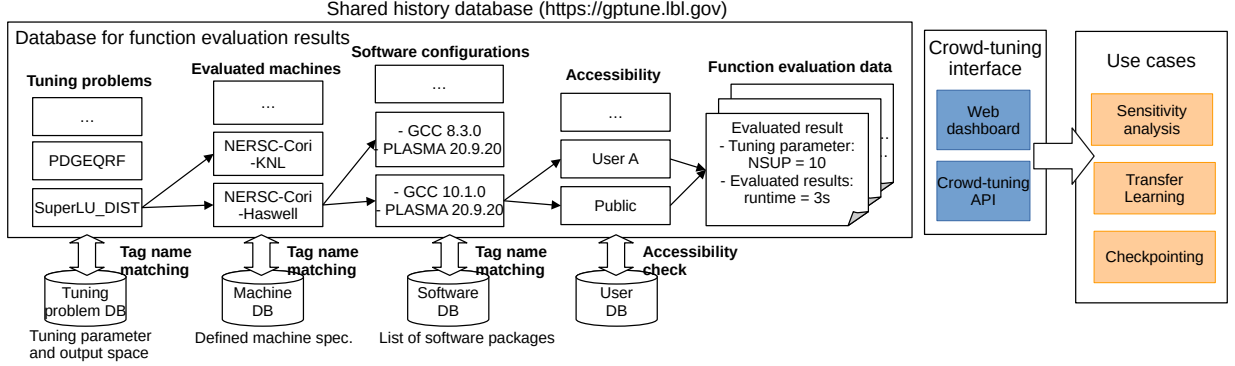 Shared history database (https://gptune.lbl.gov)
Database for function evaluation results
Tuning problems
...
PDGEQRF
SuperLU_DIST
Evaluated machines
...
NERSC-Cori
-KNL
NERSC-Cori
-Haswell
Software configurations
...
- GCC 8.3.0
- PLASMA 20.9.20
- GCC 10.1.0
- PLASMA 20.9.20
Accessibility
...
User A
Public
Function evaluation data
Evaluated result
- Tuning parameter:
NSUP = 10
- Evaluated results:
runtime = 3s
...
...
Tag name
matching
Tag name
matching
Tag name
matching
Accessibility
check
Tuning
problem DB
Machine
DB
Software
DB
User
DB
Tuning parameter
and output space
Defined machine spec.
List of software packages
Crowd-tuning
interface
Web
dashboard
Crowd-tuning
API
Use cases
Sensitivity
analysis
Transfer
Learning
Checkpointing